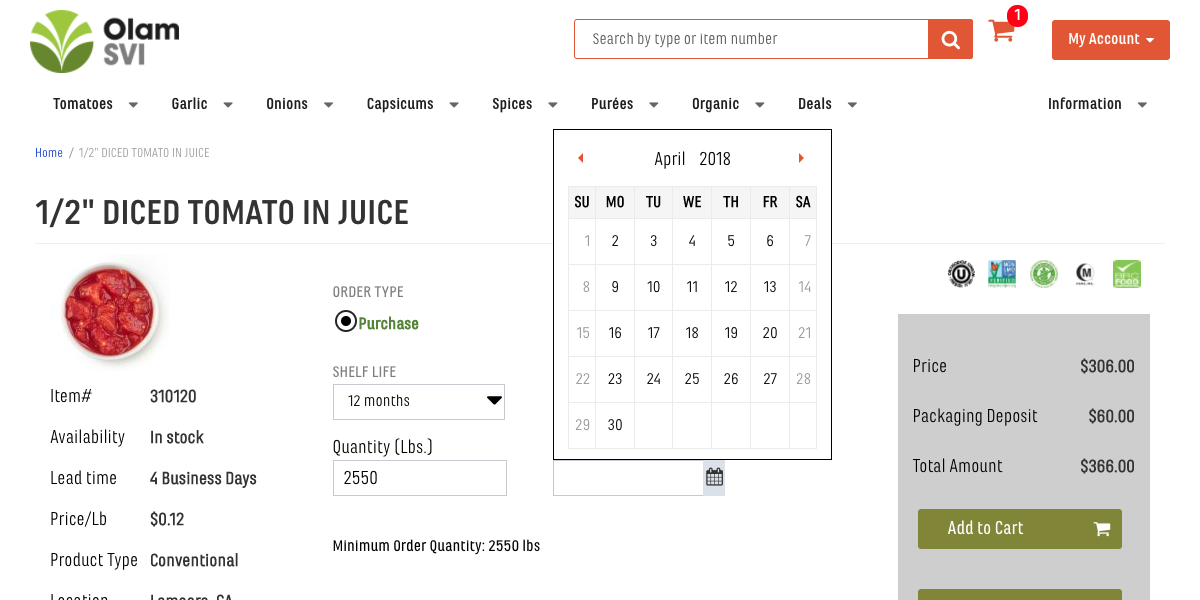 Olam
SVI
Search by type or item number
1
My Account
Tomatoes Garlic Onions Capsicums Spices Purées Organic Deals Information
Home / 1/2" DICED TOMATO IN JUICE
1/2" DICED TOMATO IN JUICE
April 2018
SU MO TU WE TH FR SA
1 2 3 4 5 6 7
8 9 10 11 12 13 14
15 16 17 18 19 20 21
22 23 24 25 26 27 28
29 30
ORDER TYPE
Purchase
SHELF LIFE
12 months
Quantity (Lbs.)
2550
Minimum Order Quantity: 2550 lbs
Item# 310120
Availability In stock
Lead time 4 Business Days
Price/Lb $0.12
Product Type Conventional
Location Lemoore, CA
Price $306.00
Packaging Deposit $60.00
Total Amount $366.00
Add to Cart